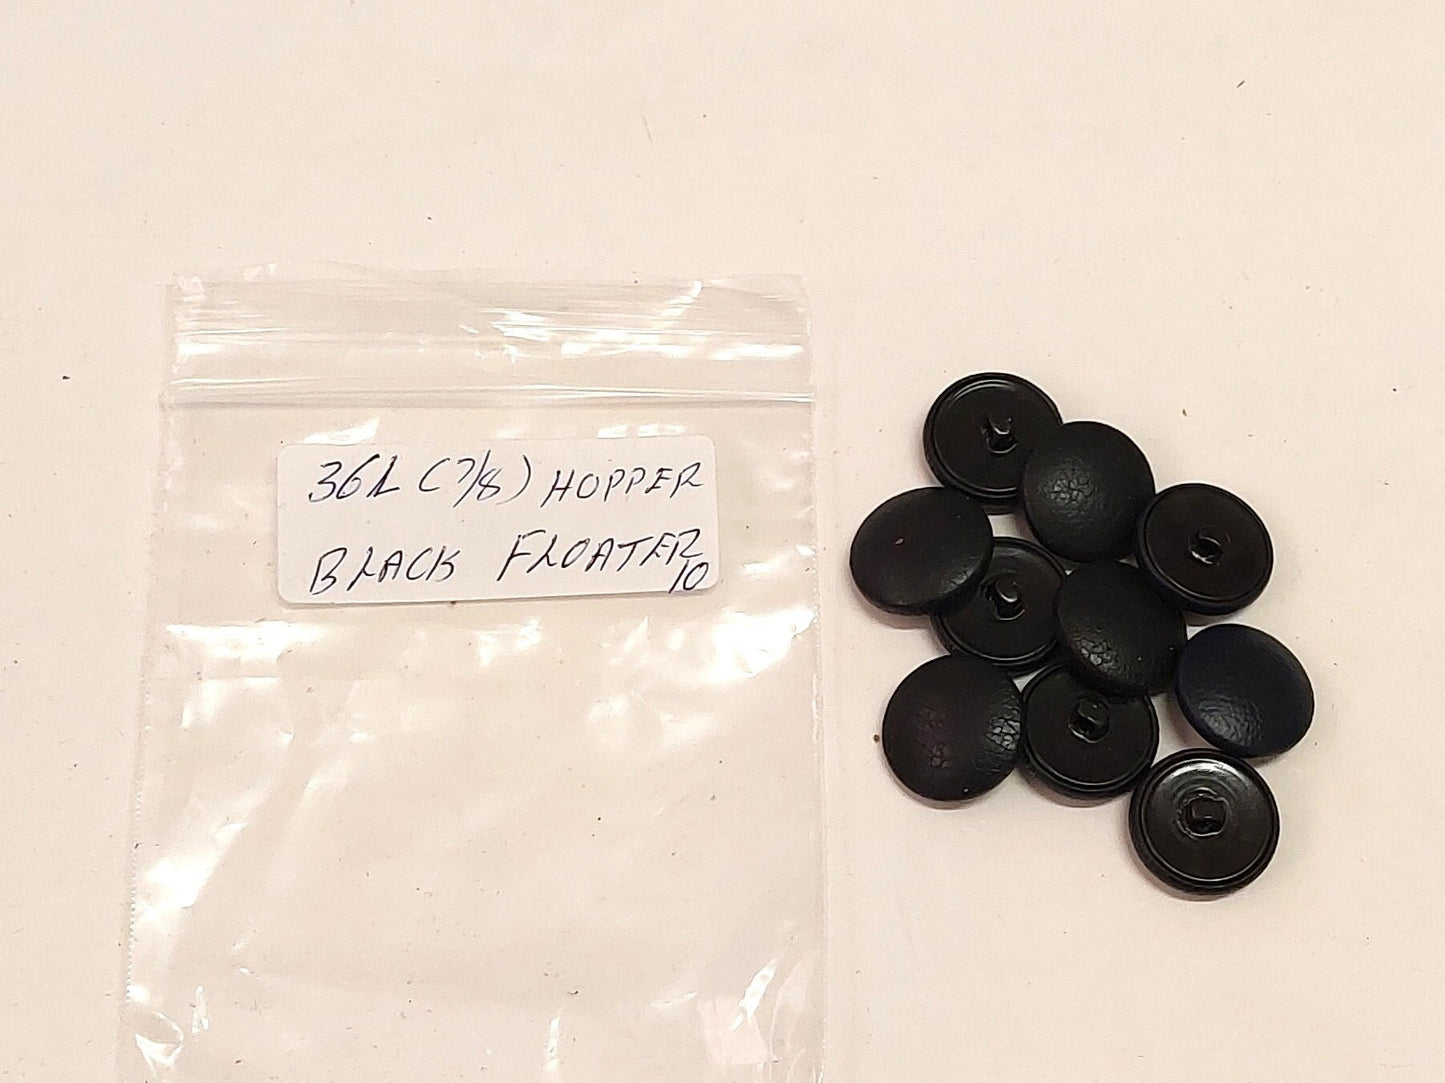 36L (7/8) HOPPER
BLACK FLOATER
10